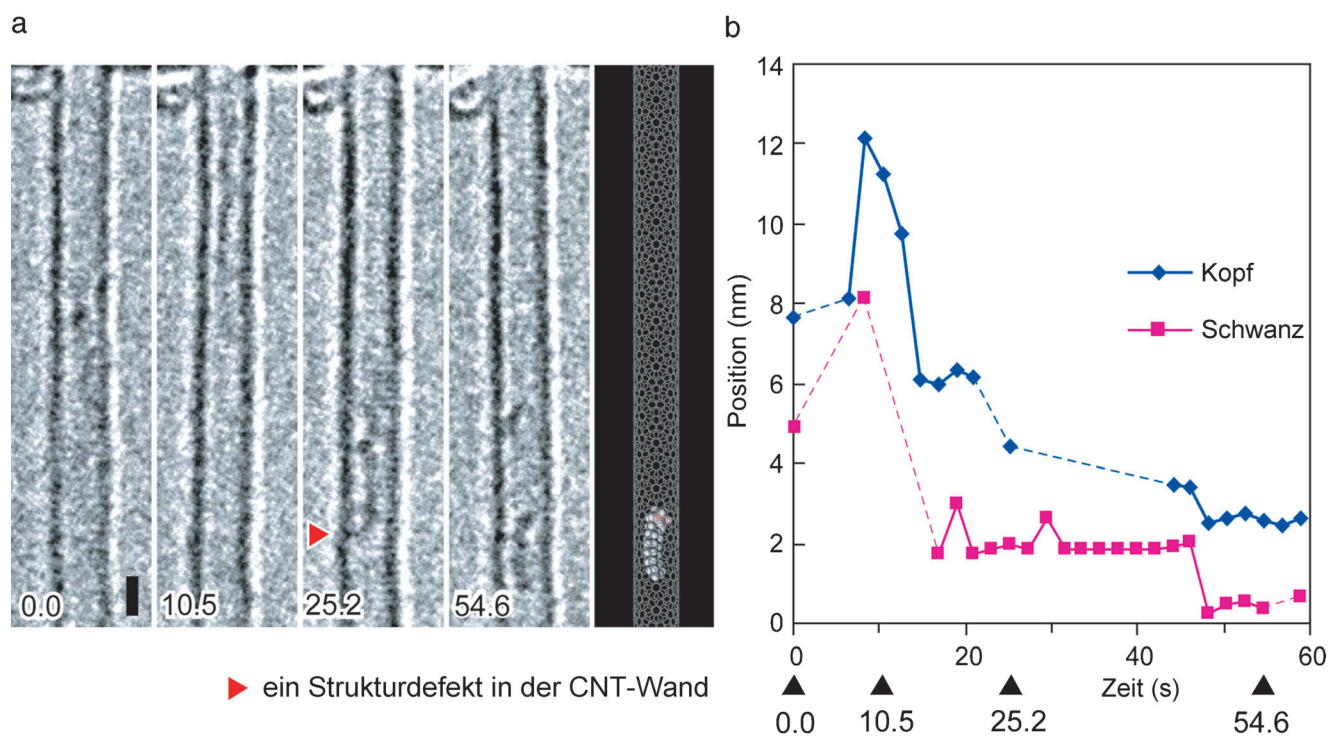 a
0.0
10.5
25.2
54.6
ein Strukturdefekt in der CNT-Wand
b
14
12
10
8
6
4
2
0
Position (nm)
Kopf
Schwanz
0 20 40 60
Zeit (s)
0.0 10.5 25.2 54.6